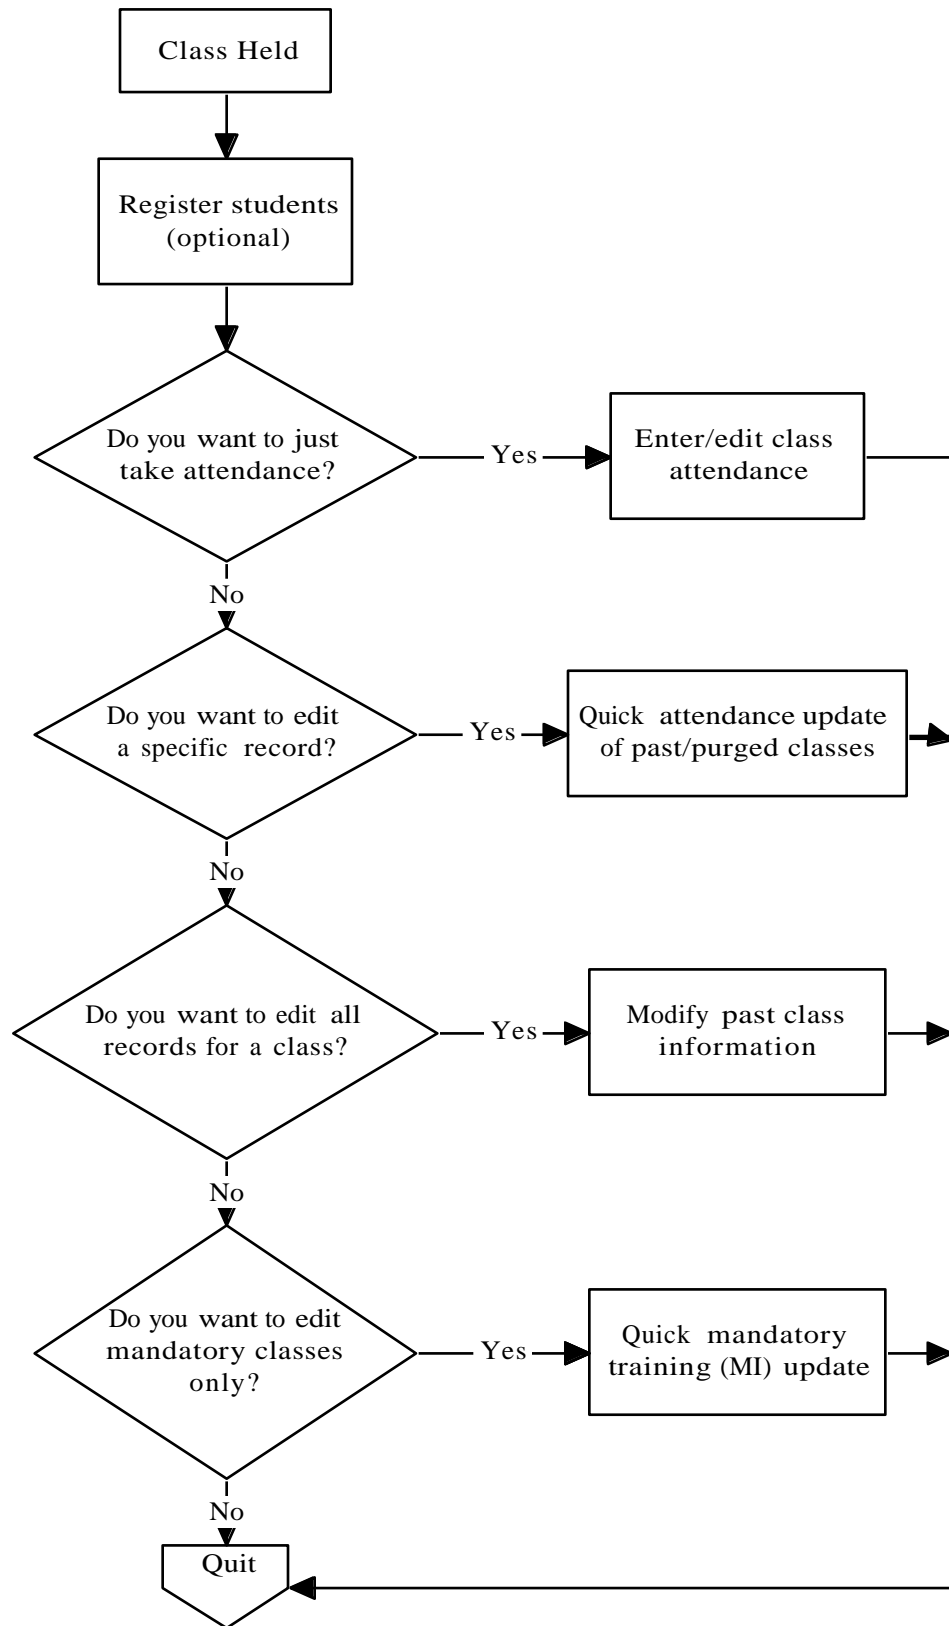 Class Held
Register students
(optional)
Do you want to just
take attendance?
Yes
Enter/edit class
attendance
No
Do you want to edit
a specific record?
Yes
Quick attendance update
of past/purged classes
No
Do you want to edit all
records for a class?
Yes
Modify past class
information
No
Do you want to edit
mandatory classes
only?
Yes
Quick mandatory
training (MI) update
No
Quit